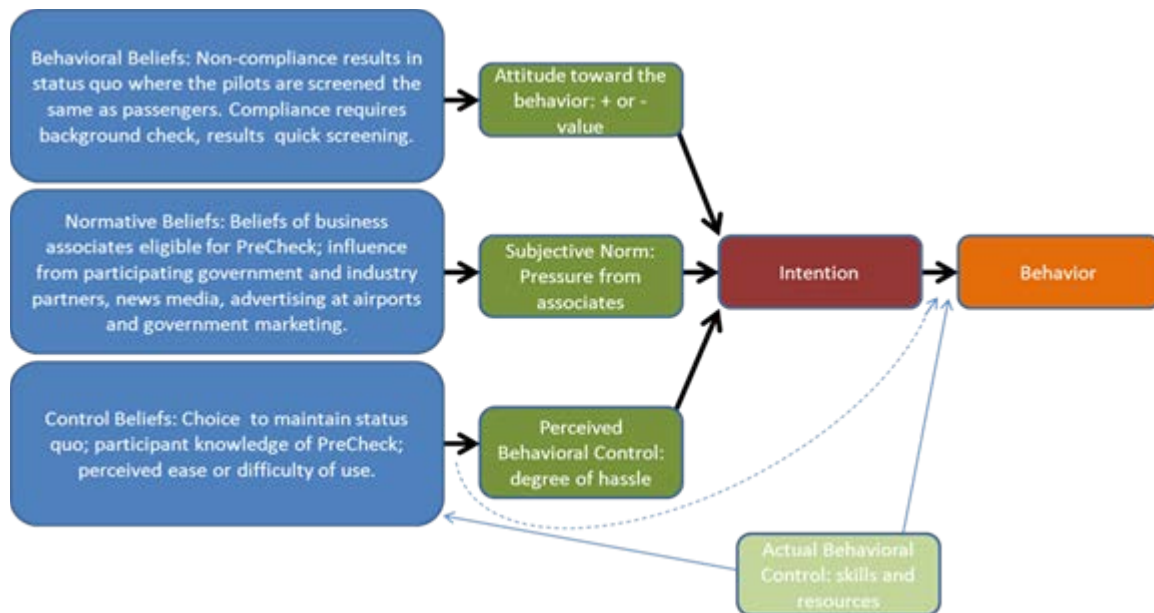 Behavioral Beliefs: Non-compliance results in
status quo where the pilots are screened the
same as passengers. Compliance requires
background check, results quick screening.
Attitude toward the
behavior: + or -
value
Normative Beliefs: Beliefs of business
associates eligible for PreCheck; influence
from participating government and industry
partners, news media, advertising at airports
and government marketing.
Subjective Norm:
Pressure from
associates
Intention
Behavior
Control Beliefs: Choice to maintain status
quo; participant knowledge of PreCheck;
perceived ease or difficulty of use.
Perceived
Behavioral Control:
degree of hassle
Actual Behavioral
Control: skills and
resources